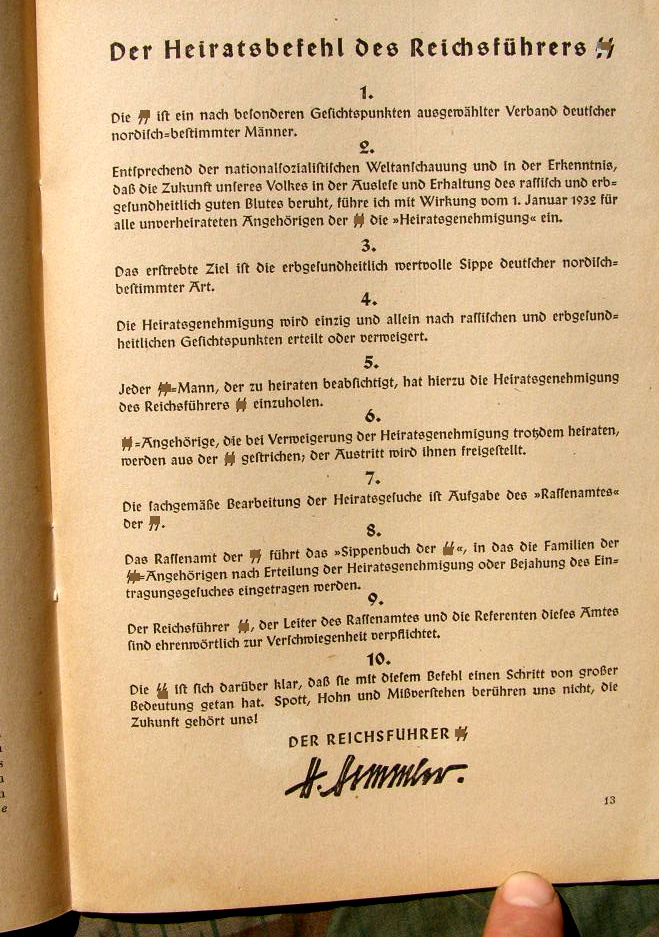 Der Heiratsbefehl des Reichsführers SS
1.
Die SS ist ein nach besonderen Gesichtspunkten ausgewählter Verband deutscher
nordisch-bestimmter Männer.
2.
Entsprechend der nationalsozialistischen Weltanschauung und in der Erkenntnis,
daß die Zukunft unseres Volkes in der Auslese und Erhaltung des rassisch und erb-
gesundheitlich guten Blutes beruht, führe ich mit Wirkung vom 1. Januar 1932 für
alle unverheirateten Angehörigen der SS die »Heiratsgenehmigung« ein.
3.
Das erstrebte Ziel ist die erbgesundheitlich wertvolle Sippe deutscher nordisch-
bestimmter Art.
4.
Die Heiratsgenehmigung wird einzig und allein nach rassischen und erbgesund-
heitlichen Gesichtspunkten erteilt oder verweigert.
5.
Jeder SS-Mann, der zu heiraten beabsichtigt, hat hierzu die Heiratsgenehmigung
des Reichsführers SS einzuholen.
6.
SS-Angehörige, die bei Verweigerung der Heiratsgenehmigung trotzdem heiraten,
werden aus der SS gestrichen; der Austritt wird ihnen freigestellt.
7.
Die sachgemäße Bearbeitung der Heiratsgesuche ist Aufgabe des »Rassenamtes«
der SS.
8.
Das Rassenamt der SS führt das »Sippenbuch der SS«, in das die Familien der
SS-Angehörigen nach Erteilung der Heiratsgenehmigung oder Bejahung des Ein-
tragungsgesuches eingetragen werden.
9.
Der Reichsführer SS, der Leiter des Rassenamtes und die Referenten dieses Amtes
sind ehrenwörtlich zur Verschwiegenheit verpflichtet.
10.
Die SS ist sich darüber klar, daß sie mit diesem Befehl einen Schritt von großer
Bedeutung getan hat. Spott, Hohn und Mißverstehen berühren uns nicht, die
Zukunft gehört uns!
DER REICHSFÜHRER SS
H. Himmler.
13